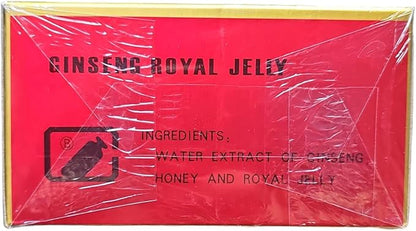 GINSENG ROYAL JELLY
®
INGREDIENTS:
WATER EXTRACT OF GINSENG
HONEY AND ROYAL JELLY